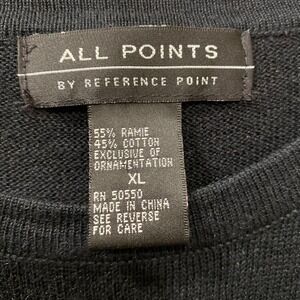 ALL POINTS
BY REFERENCE POINT
55% RAMIE
45% COTTON
EXCLUSIVE OF
ORNAMENTATION
XL
RN 50550
MADE IN CHINA
SEE REVERSE
FOR CARE